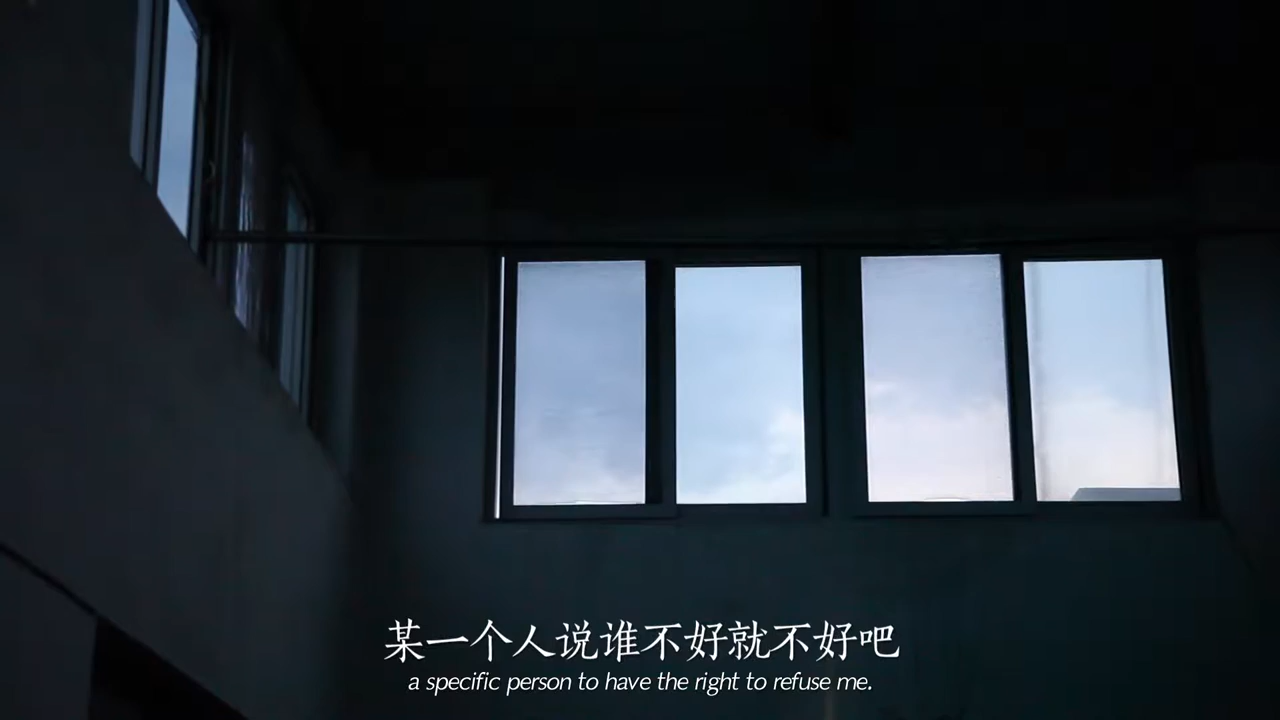 某一个人说谁不好就不好吧
a specific person to have the right to refuse me.